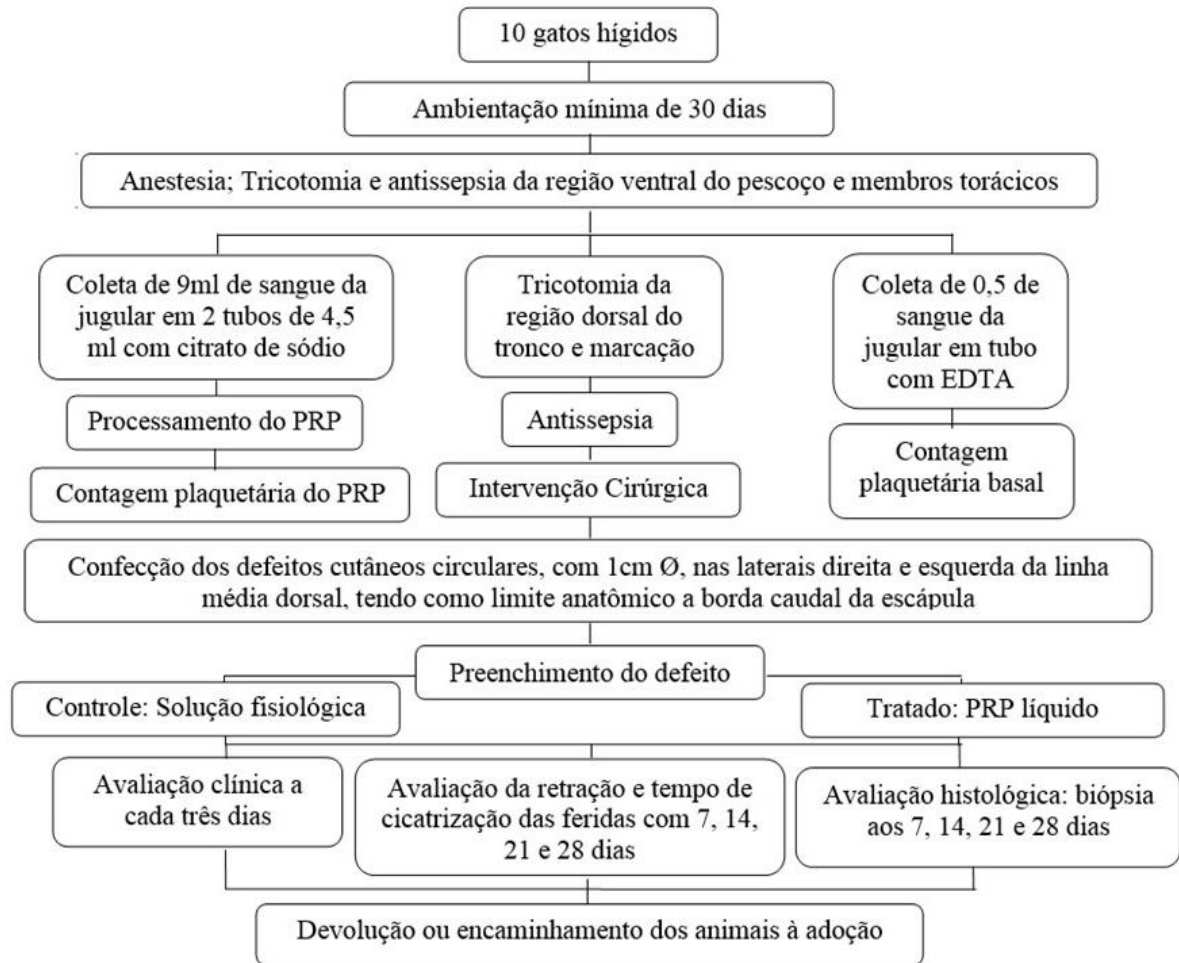 10 gatos hígidos
Ambientação mínima de 30 dias
Anestesia; Tricotomia e antissepsia da região ventral do pescoço e membros torácicos
Coleta de 9ml de sangue da
jugular em 2 tubos de 4,5
ml com citrato de sódio
Processamento do PRP
Contagem plaquetária do PRP
Tricotomia da
região dorsal do
tronco e marcação
Antissepsia
Intervenção Cirúrgica
Coleta de 0,5 de
sangue da
jugular em tubo
com EDTA
Contagem
plaquetária basal
Confecção dos defeitos cutâneos circulares, com 1cm Ø, nas laterais direita e esquerda da linha
média dorsal, tendo como limite anatômico a borda caudal da escápula
Preenchimento do defeito
Controle: Solução fisiológica
Tratado: PRP líquido
Avaliação clínica a
cada três dias
Avaliação da retração e tempo de
cicatrização das feridas com 7, 14,
21 e 28 dias
Avaliação histológica: biópsia
aos 7, 14, 21 e 28 dias
Devolução ou encaminhamento dos animais à adoção